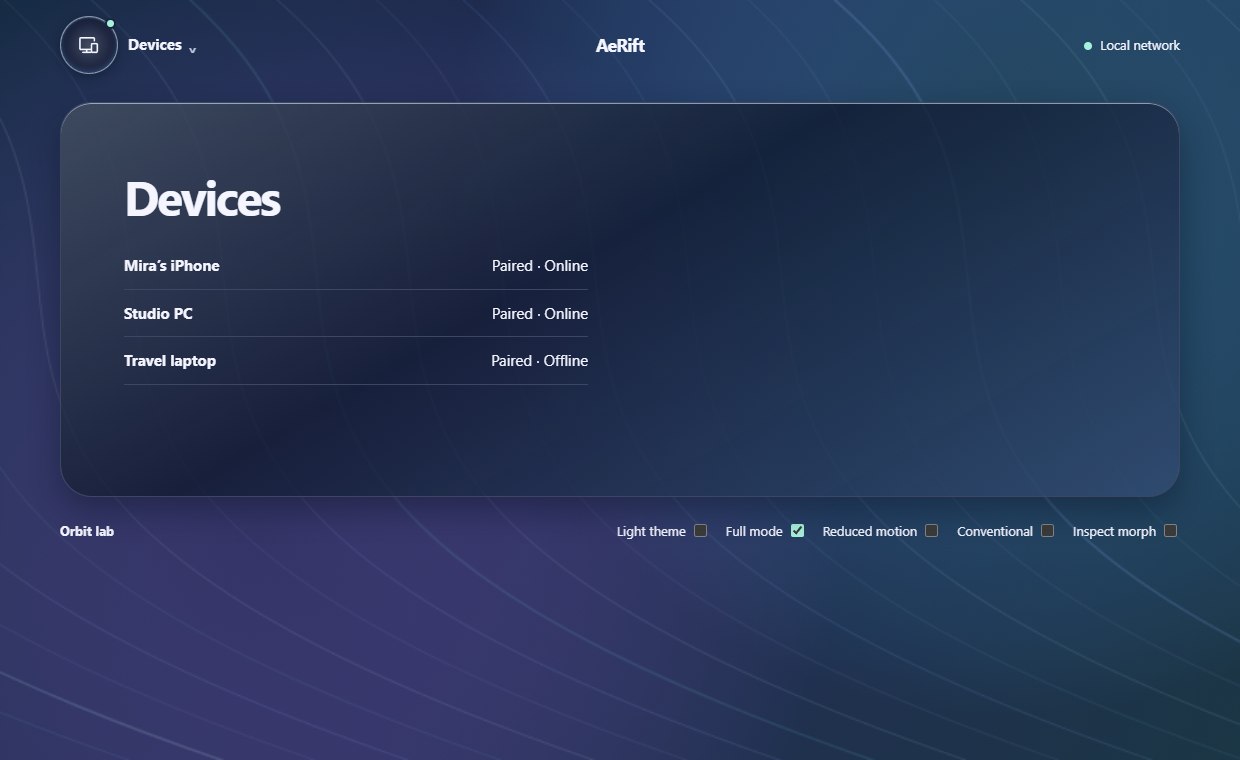 Devices
AeRift
Local network
Devices
Mira's iPhone Paired · Online
Studio PC Paired · Online
Travel laptop Paired · Offline
Orbit lab
Light theme Full mode Reduced motion Conventional Inspect morph